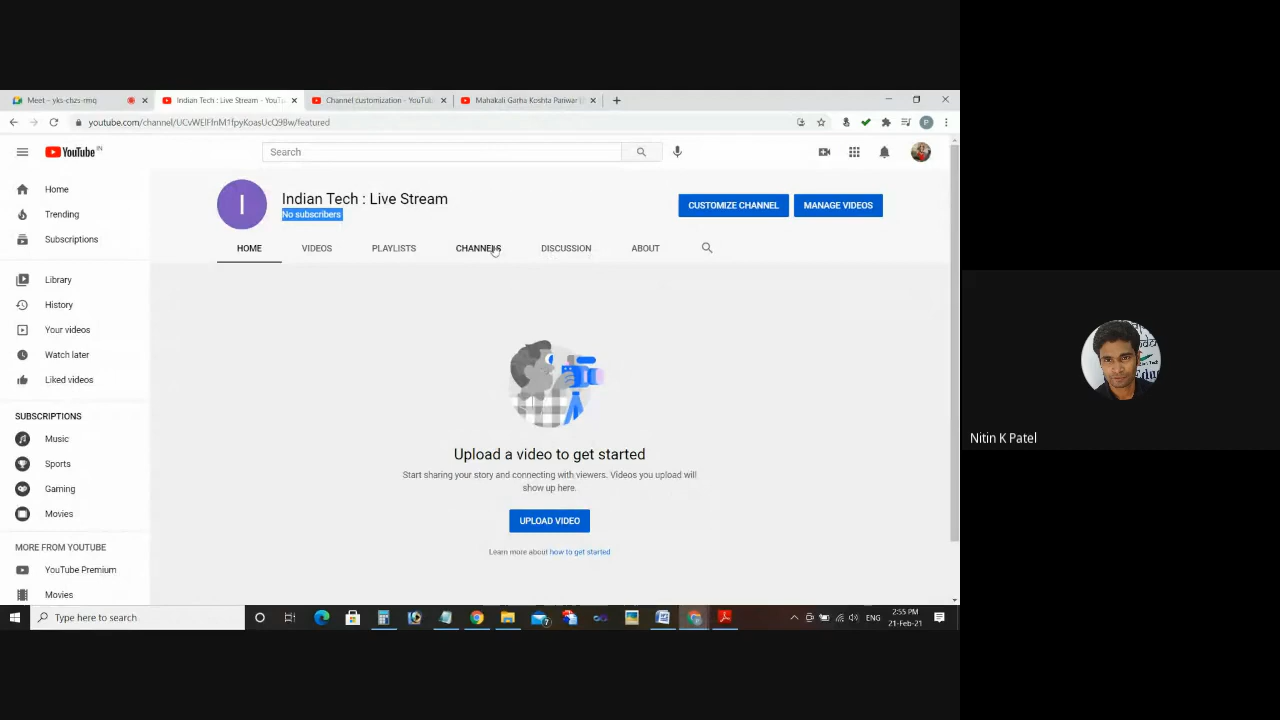 Meet – yks-chzs-rmq
Indian Tech : Live Stream - YouTu
Channel customization - YouTub
Mahakali Garha Koshta Panwar
youtube.com/channel/UCvWElFfnM1fpyKoasUcQ98w/featured
YouTube IN
Search
Home
Trending
Subscriptions
Library
History
Your videos
Watch later
Liked videos
SUBSCRIPTIONS
Music
Sports
Gaming
Movies
MORE FROM YOUTUBE
YouTube Premium
Movies
I
Indian Tech : Live Stream
No subscribers
CUSTOMIZE CHANNEL
MANAGE VIDEOS
HOME
VIDEOS
PLAYLISTS
CHANNELS
DISCUSSION
ABOUT
Upload a video to get started
Start sharing your story and connecting with viewers. Videos you upload will
show up here.
UPLOAD VIDEO
Learn more about how to get started
Type here to search
ENG
2:55 PM
21-Feb-21
Nitin K Patel